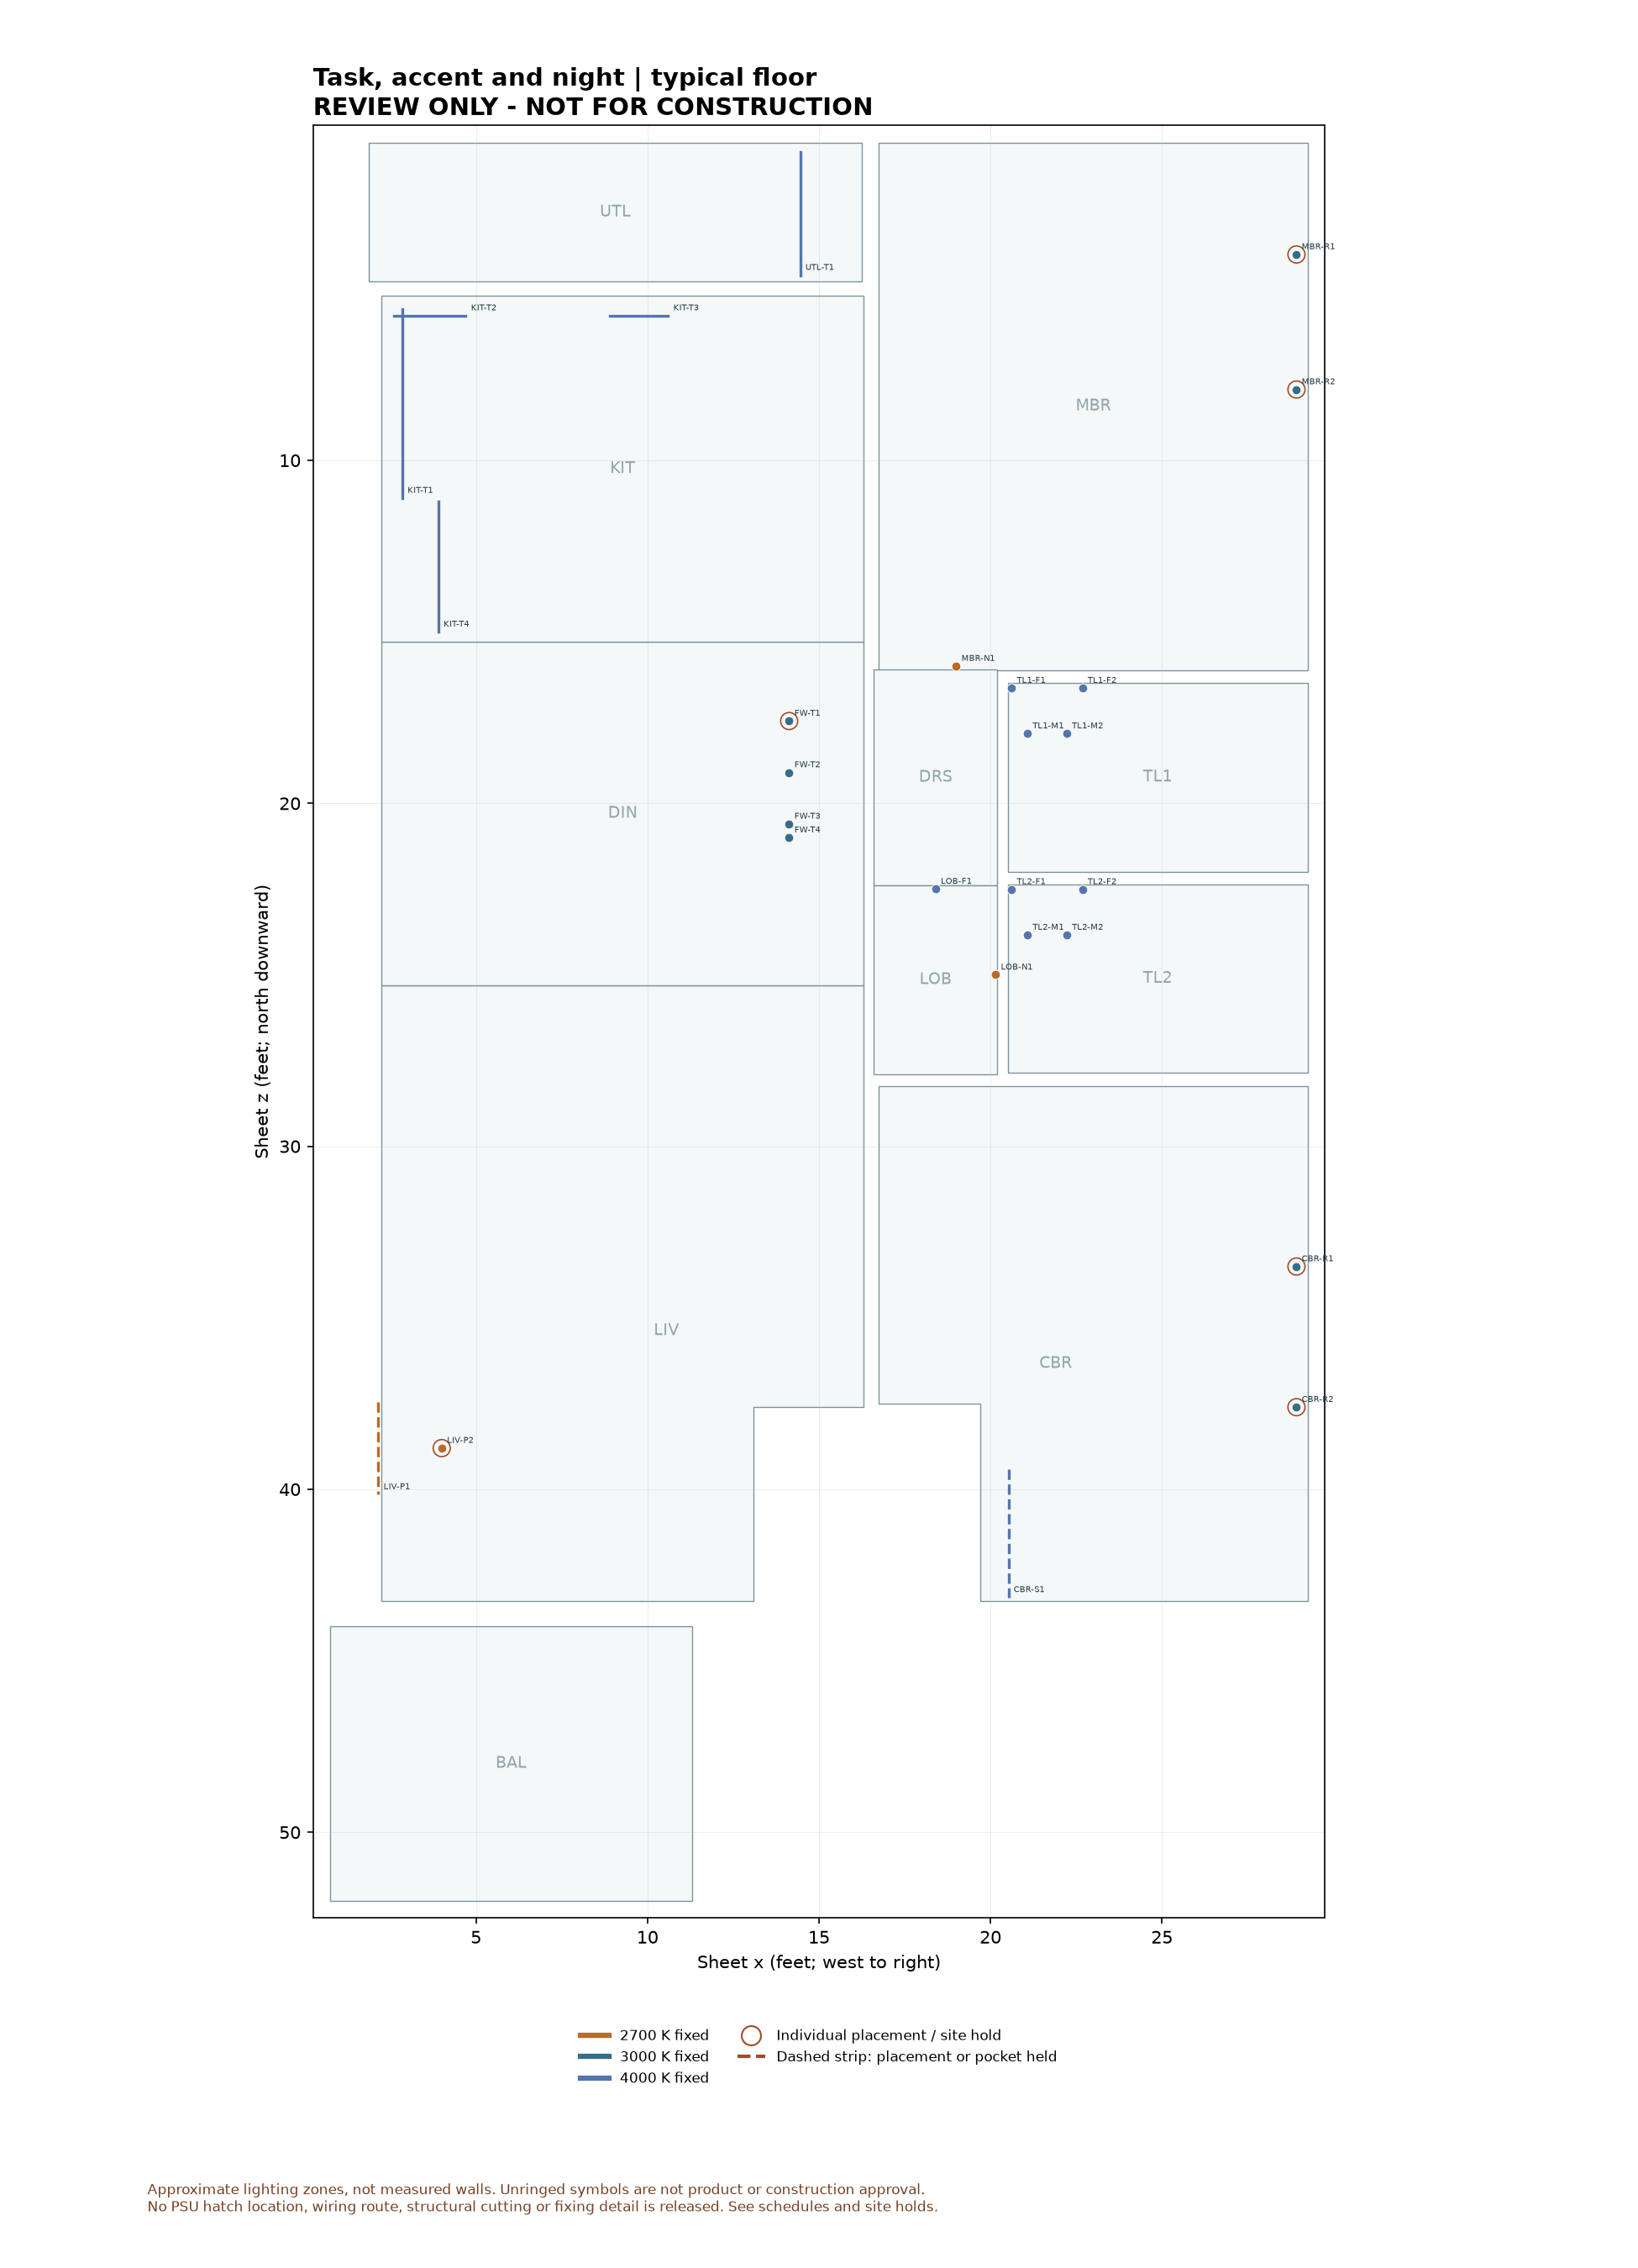 Task, accent and night | typical floor
REVIEW ONLY - NOT FOR CONSTRUCTION
UTL
UTL-T1
MBR-R1
KIT-T2
KIT-T3
MBR-R2
MBR
10
KIT
KIT-T1
KIT-T4
MBR-N1
TL1-F1
TL1-F2
FW-T1
TL1-M1
TL1-M2
FW-T2
DRS
TL1
20
DIN
FW-T3
FW-T4
LOB-F1
TL2-F1
TL2-F2
TL2-M1
TL2-M2
LOB-N1
LOB
TL2
Sheet z (feet; north downward)
30
CBR-R1
LIV
CBR
CBR-R2
LIV-P2
LIV-P1
40
CBR-S1
BAL
50
5
10
15
20
25
Sheet x (feet; west to right)
2700 K fixed
3000 K fixed
4000 K fixed
Individual placement / site hold
Dashed strip: placement or pocket held
Approximate lighting zones, not measured walls. Unringed symbols are not product or construction approval.
No PSU hatch location, wiring route, structural cutting or fixing detail is released. See schedules and site holds.